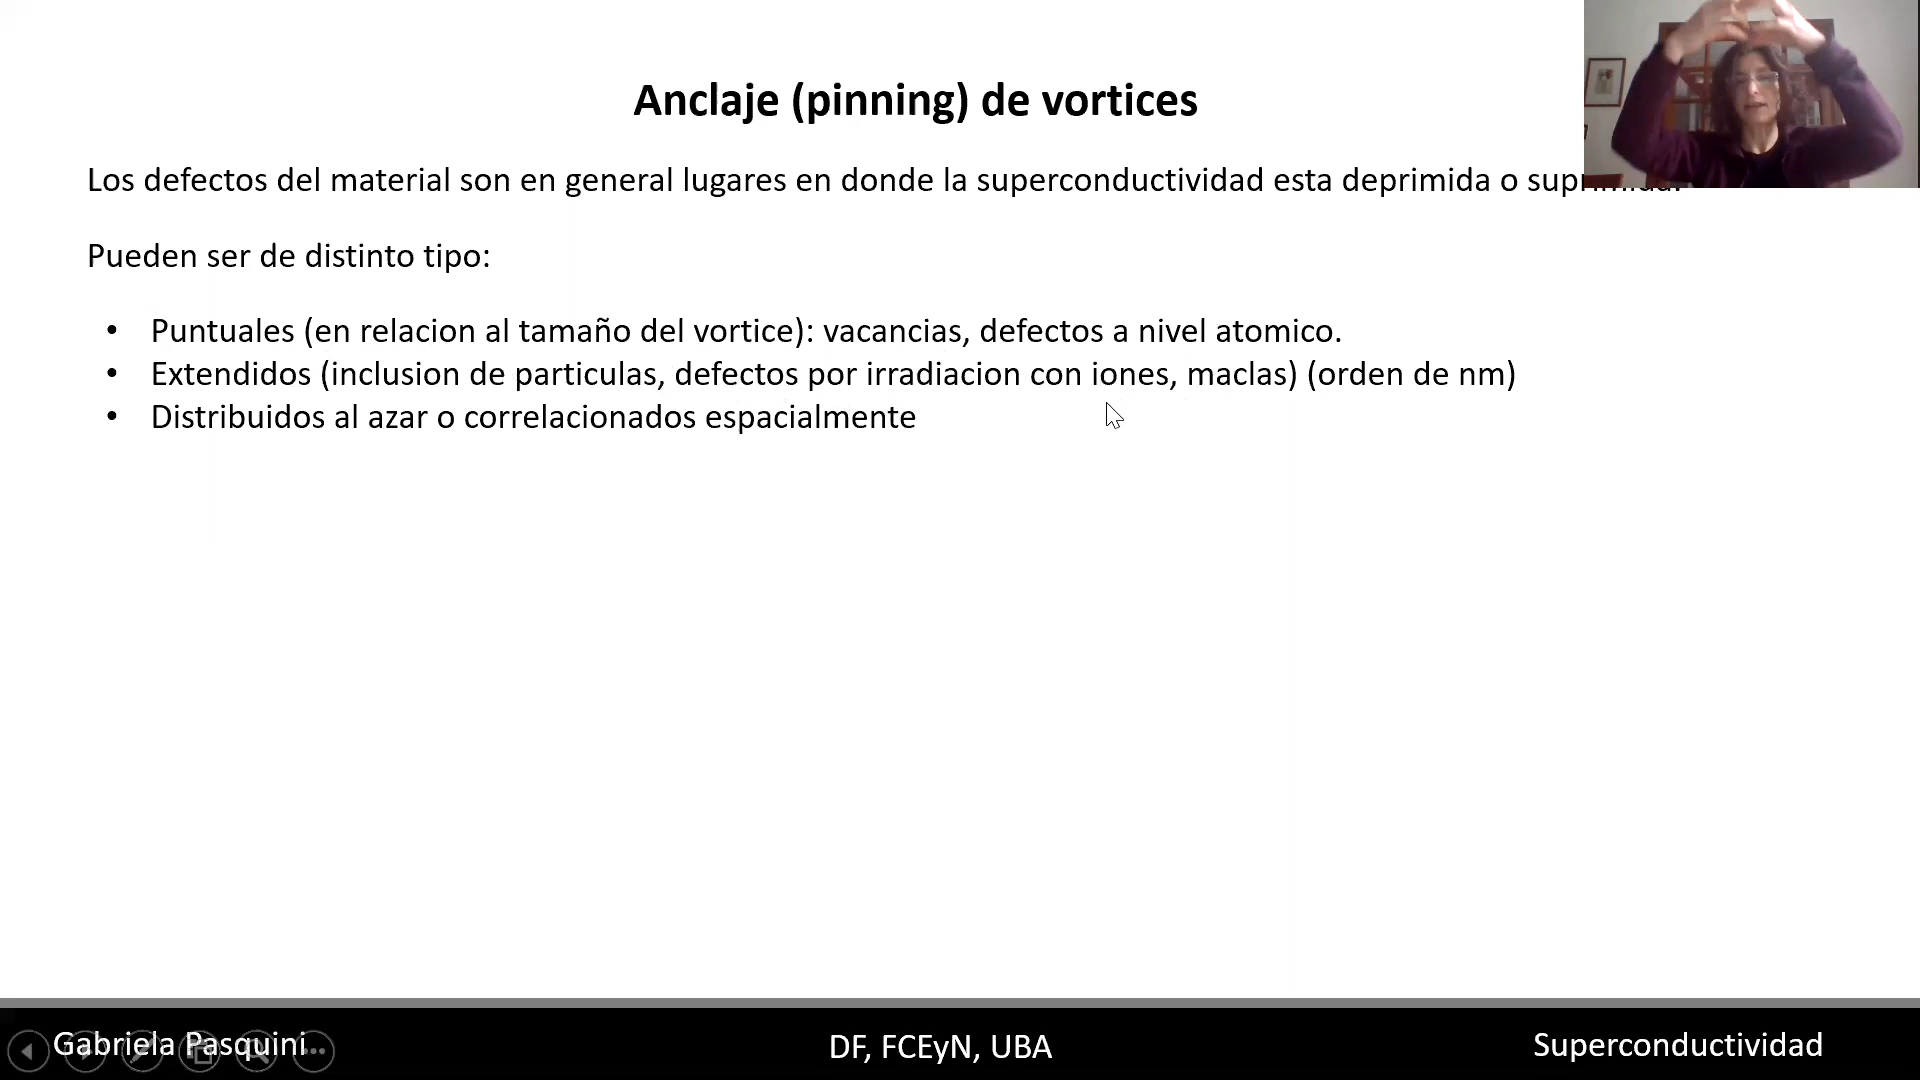 Anclaje (pinning) de vortices
Los defectos del material son en general lugares en donde la superconductividad esta deprimida o
Pueden ser de distinto tipo:
• Puntuales (en relacion al tamaño del vortice): vacancias, defectos a nivel atomico.
• Extendidos (inclusion de particulas, defectos por irradiacion con iones, maclas) (orden de nm)
• Distribuidos al azar o correlacionados espacialmente
Gabriela Pasquini
DF, FCEyN, UBA
Superconductividad